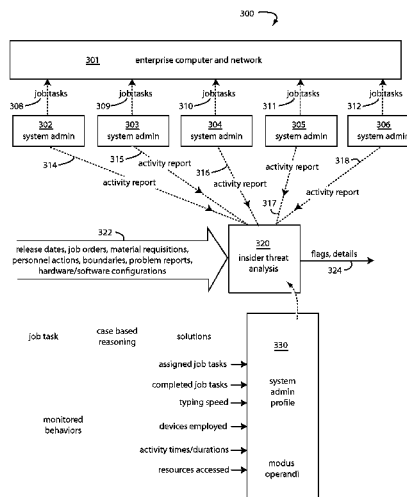 300
301 enterprise computer and network
job tasks job tasks job tasks job tasks job tasks
308 309 310 311 312
302 303 304 305 306
system admin system admin system admin system admin system admin
314 315 316 317 318
activity report activity report activity report activity report activity report
322
release dates, job orders, material requisitions,
personnel actions, boundaries, problem reports,
hardware/software configurations
320
insider threat
analysis
flags, details
324
job task
case based
reasoning
solutions
330
assigned job tasks
completed job tasks
typing speed
system
admin
profile
monitored
behaviors
devices employed
activity times/durations
resources accessed
modus
operandi